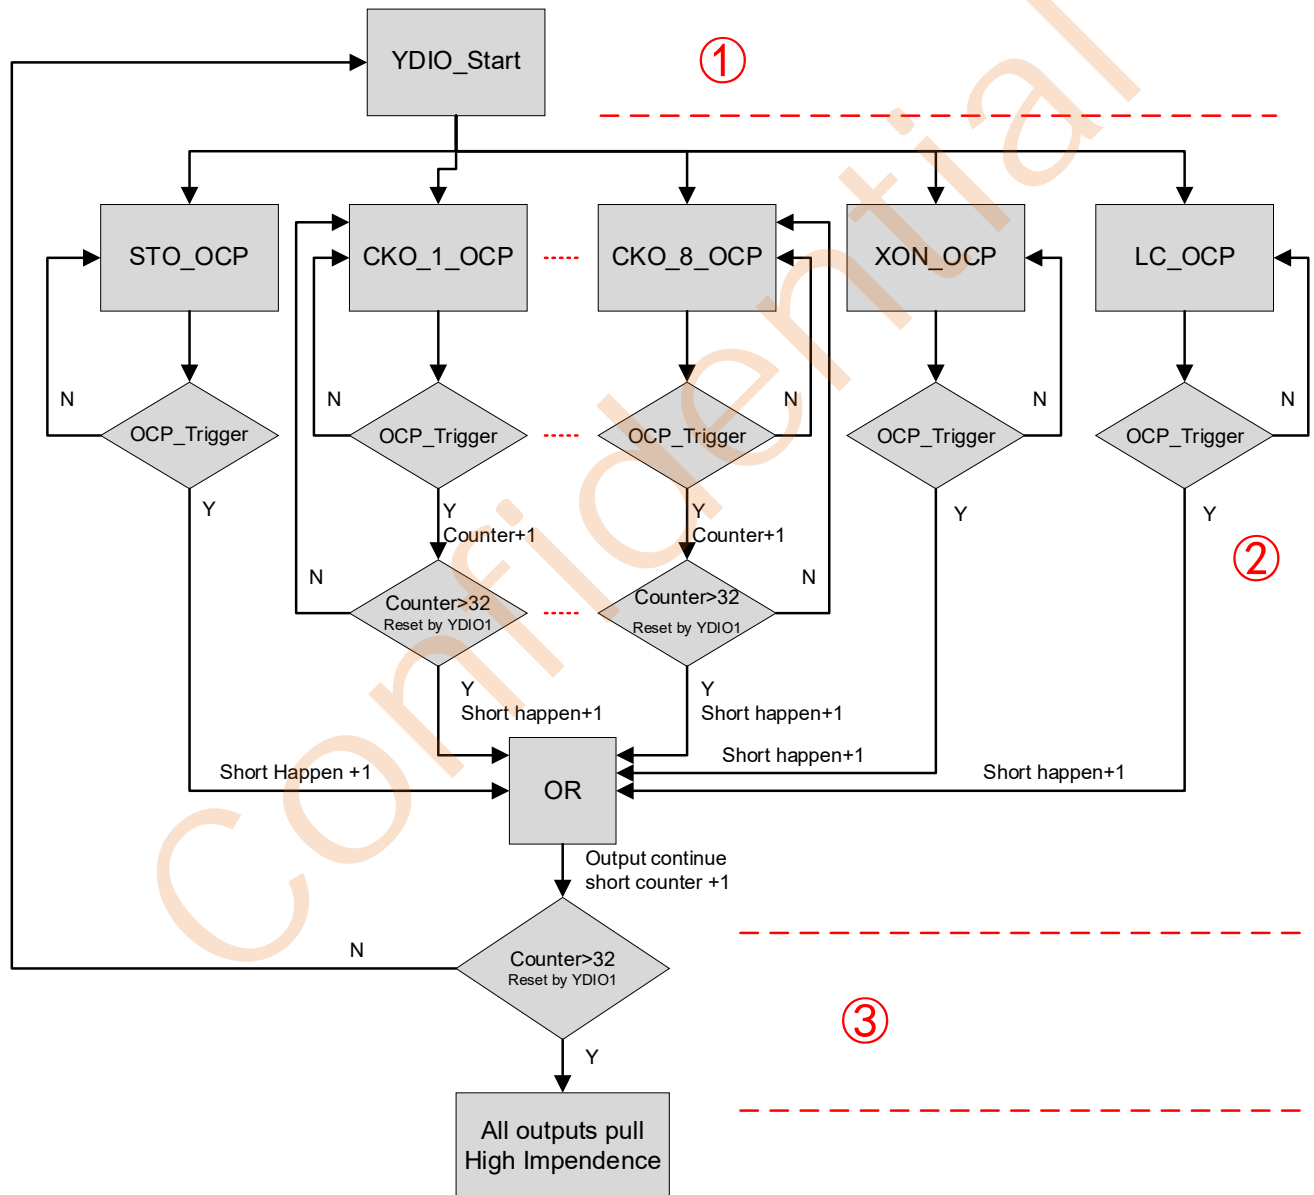 YDIO_Start
①
STO_OCP
CKO_1_OCP
CKO_8_OCP
XON_OCP
LC_OCP
N
OCP_Trigger
N
OCP_Trigger
OCP_Trigger
N
OCP_Trigger
N
OCP_Trigger
N
Y
Y
Counter+1
Y
Counter+1
Y
Y
②
N
Counter>32
Reset by YDIO1
Counter>32
Reset by YDIO1
N
Y
Short happen+1
Y
Short happen+1
Short happen+1
Short Happen +1
Short happen+1
OR
Output continue
short counter +1
N
Counter>32
Reset by YDIO1
③
Y
All outputs pull
High Impendence
Confidential